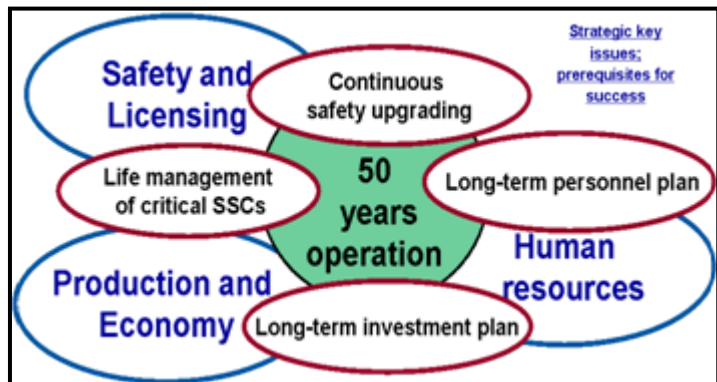 Strategic key
issues;
prerequisites for
success
Safety and
Licensing
Continuous
safety upgrading
Life management
of critical SSCs
50
years
operation
Long-term personnel plan
Human
resources
Production and
Economy
Long-term investment plan